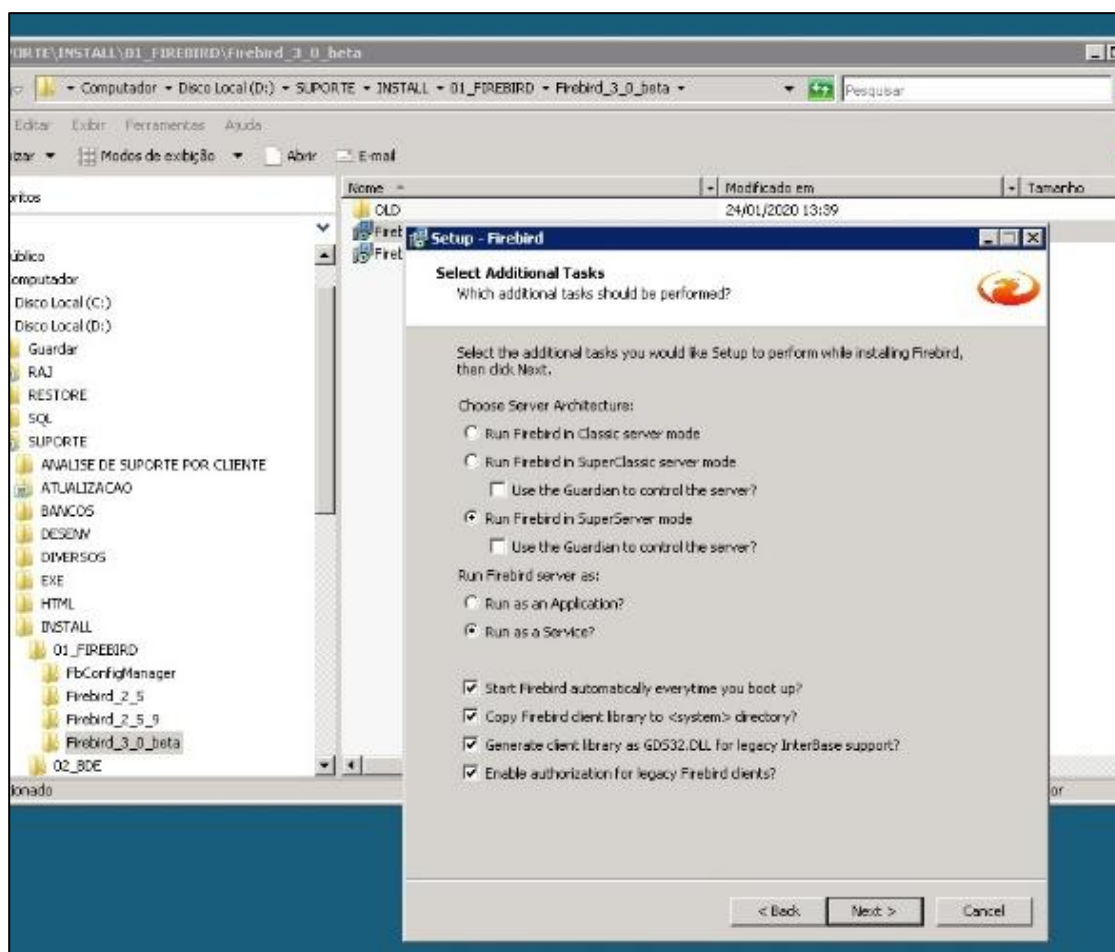 ORTE\INSTALL\01_FIREBIRD\Firebird_3_0_beta
Computador Disco Local (D:) SUPORTE INSTALL 01_FIREBIRD Firebird_3_0_beta
Pesquisar
Editar Exibir Ferramentas Ajuda
izar Modos de exibição Abrir E-mail
oritos
Nome Modificado em Tamanho
OLD 24/01/2020 13:39
Fireb
Fireb
úblico
omputador
Disco Local (C:)
Disco Local (D:)
Guardar
RAJ
RESTORE
SQL
SUPORTE
ANALISE DE SUPORTE POR CLIENTE
ATUALIZACAO
BANCOS
DESENV
DIVERSOS
EXE
HTML
INSTALL
01_FIREBIRD
FbConfigManager
Firebird_2_5
Firebird_2_5_9
Firebird_3_0_beta
02_BDE
ionado
or
Setup - Firebird
Select Additional Tasks
Which additional tasks should be performed?
Select the additional tasks you would like Setup to perform while installing Firebird,
then click Next.
Choose Server Architecture:
Run Firebird in Classic server mode
Run Firebird in SuperClassic server mode
Use the Guardian to control the server?
Run Firebird in SuperServer mode
Use the Guardian to control the server?
Run Firebird server as:
Run as an Application?
Run as a Service?
Start Firebird automatically everytime you boot up?
Copy Firebird client library to <system> directory?
Generate client library as GDS32.DLL for legacy InterBase support?
Enable authorization for legacy Firebird clients?
< Back Next > Cancel